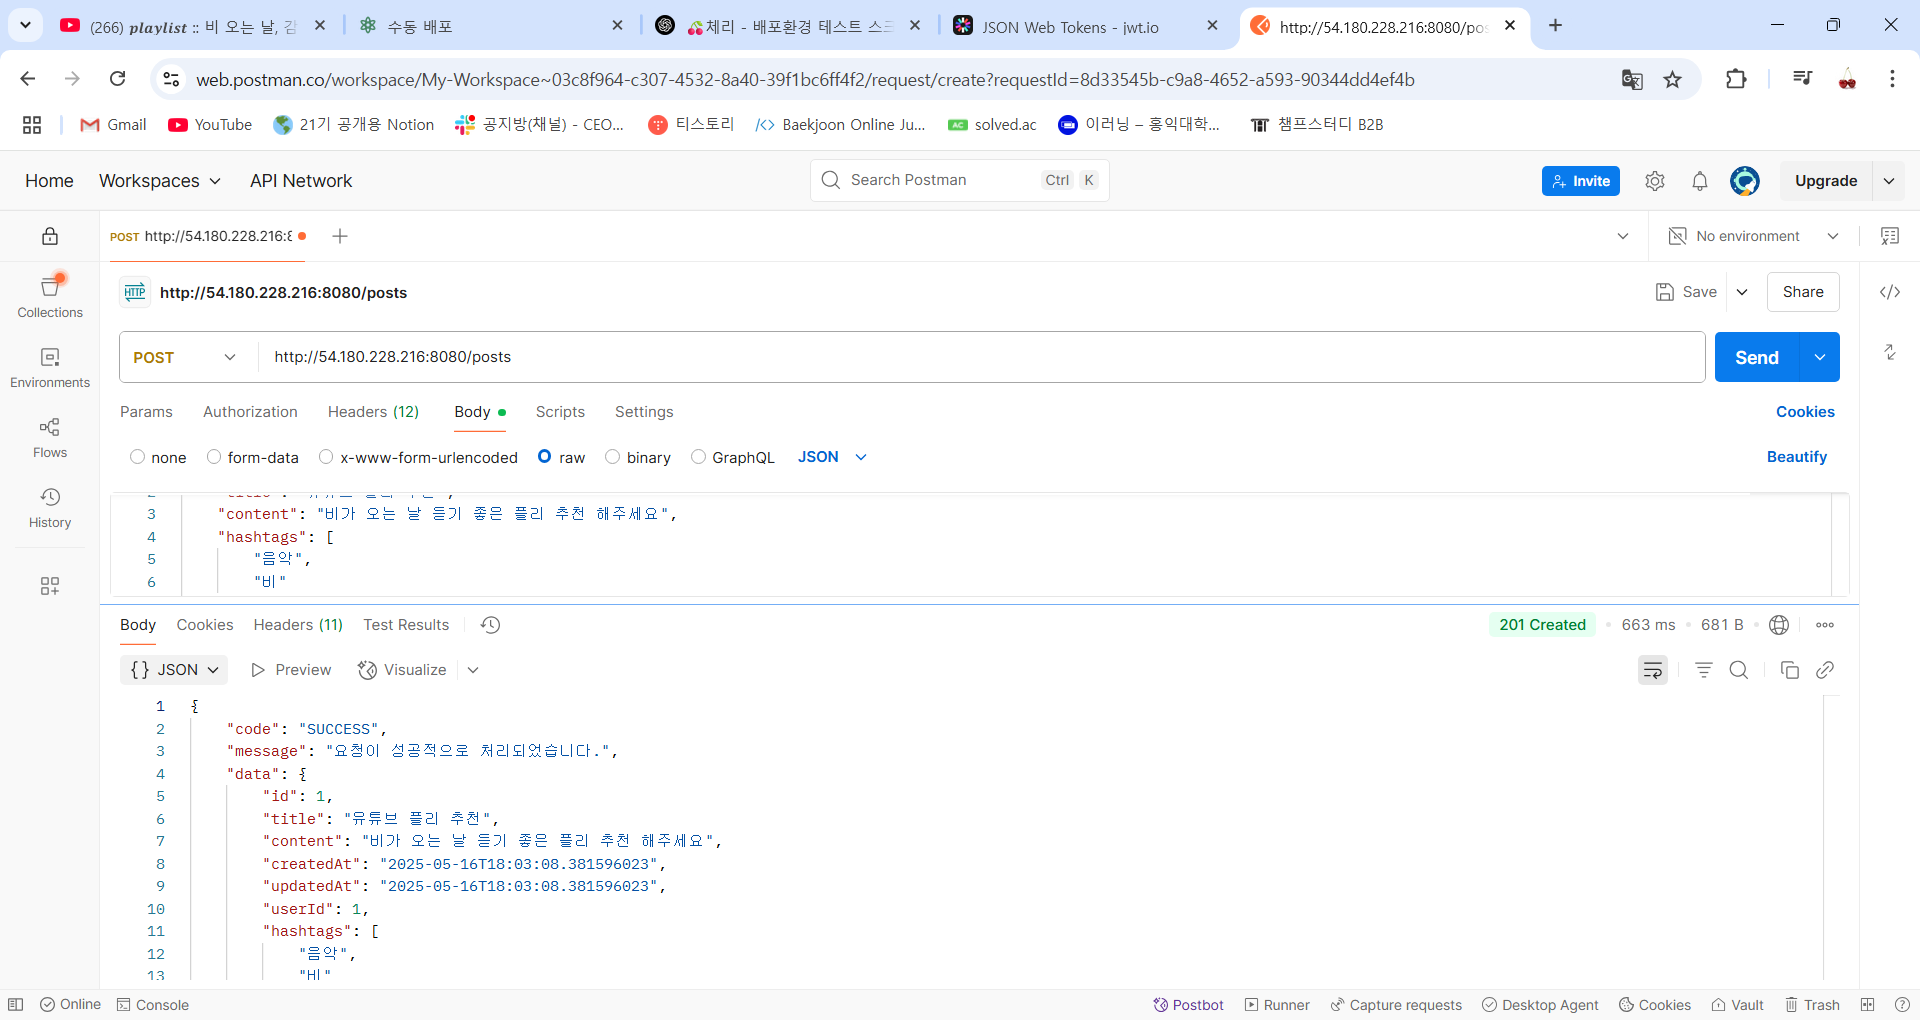 (266) playlist :: 비 오는 날, 감
수동 배포
🍒체리 - 배포환경 테스트 스크
JSON Web Tokens - jwt.io
http://54.180.228.216:8080/pos
web.postman.co/workspace/My-Workspace~03c8f964-c307-4532-8a40-39f1bc6ff4f2/request/create?requestId=8d33545b-c9a8-4652-a593-90344dd4ef4b
Gmail YouTube 21기 공개용 Notion 공지방(채널) - CEO... 티스토리 Baekjoon Online Ju... solved.ac 이러닝 – 홍익대학... 챔프스터디 B2B
Home Workspaces API Network Search Postman Ctrl K Invite Upgrade
POST http://54.180.228.216:8 No environment
HTTP http://54.180.228.216:8080/posts Save Share
Collections
Environments
Flows
History
POST http://54.180.228.216:8080/posts Send
Params Authorization Headers (12) Body Scripts Settings Cookies
none form-data x-www-form-urlencoded raw binary GraphQL JSON Beautify
3 "content": "비가 오는 날 듣기 좋은 플리 추천 해주세요",
4 "hashtags": [
5 "음악",
6 "비"
Body Cookies Headers (11) Test Results 201 Created 663 ms 681 B
{} JSON Preview Visualize
1 {
2 "code": "SUCCESS",
3 "message": "요청이 성공적으로 처리되었습니다.",
4 "data": {
5 "id": 1,
6 "title": "유튜브 플리 추천",
7 "content": "비가 오는 날 듣기 좋은 플리 추천 해주세요",
8 "createdAt": "2025-05-16T18:03:08.381596023",
9 "updatedAt": "2025-05-16T18:03:08.381596023",
10 "userId": 1,
11 "hashtags": [
12 "음악",
13 "비"
Online Console Postbot Runner Capture requests Desktop Agent Cookies Vault Trash